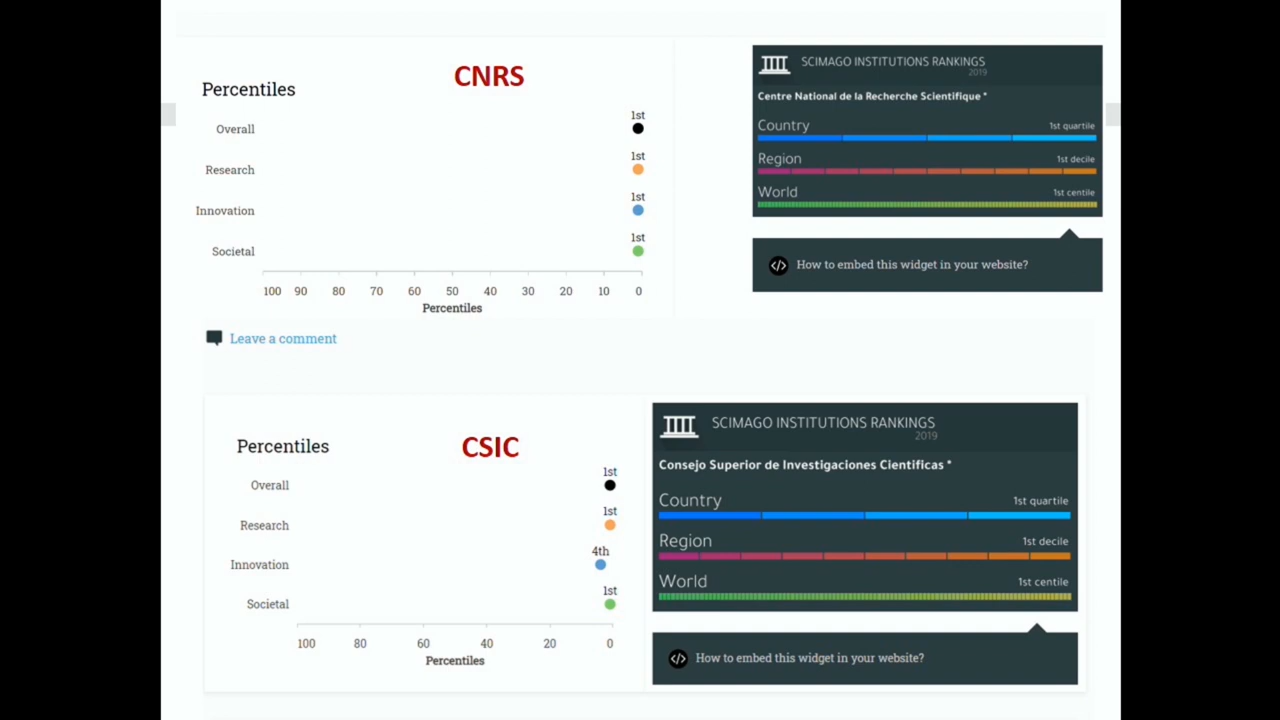 CNRS
Percentiles
1st
Overall
1st
Research
1st
Innovation
1st
Societal
100 90 80 70 60 50 40 30 20 10 0
Percentiles
SCIMAGO INSTITUTIONS RANKINGS
2019
Centre National de la Recherche Scientifique *
Country 1st quartile
Region 1st decile
World 1st centile
</> How to embed this widget in your website?
Leave a comment
CSIC
Percentiles
1st
Overall
1st
Research
4th
Innovation
1st
Societal
100 80 60 40 20 0
Percentiles
SCIMAGO INSTITUTIONS RANKINGS
2019
Consejo Superior de Investigaciones Cientificas *
Country 1st quartile
Region 1st decile
World 1st centile
</> How to embed this widget in your website?